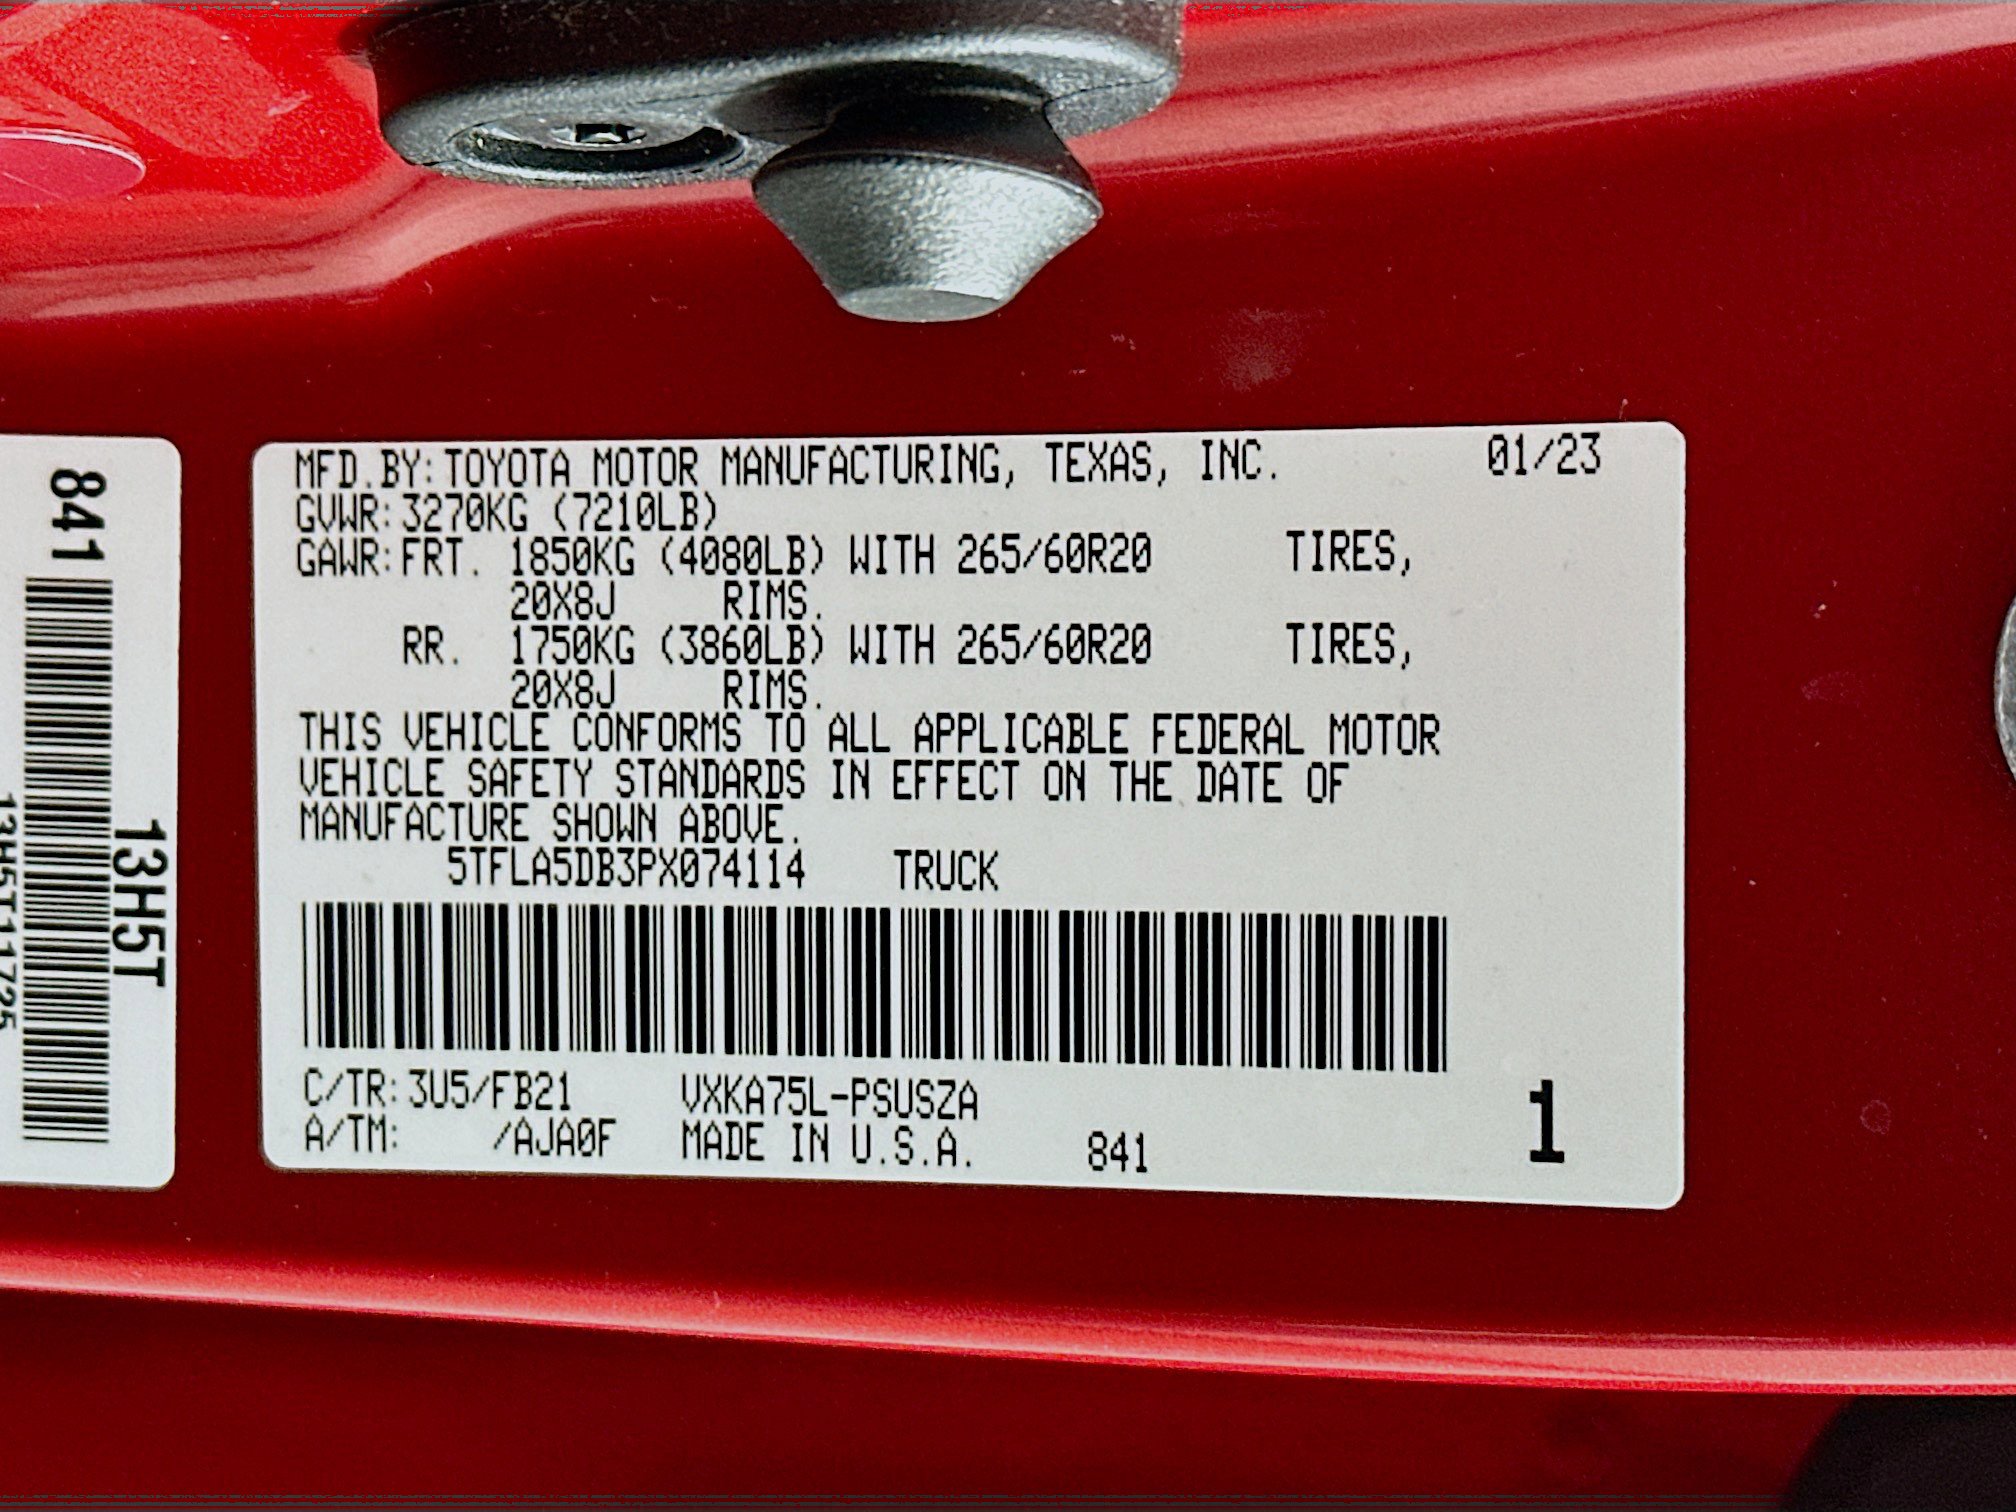 841
13H5T
13H5T11725
MFD.BY:TOYOTA MOTOR MANUFACTURING, TEXAS, INC. 01/23
GVWR:3270KG (7210LB)
GAWR:FRT. 1850KG (4080LB) WITH 265/60R20 TIRES,
20X8J RIMS.
RR. 1750KG (3860LB) WITH 265/60R20 TIRES,
20X8J RIMS.
THIS VEHICLE CONFORMS TO ALL APPLICABLE FEDERAL MOTOR
VEHICLE SAFETY STANDARDS IN EFFECT ON THE DATE OF
MANUFACTURE SHOWN ABOVE.
5TFLA5DB3PX074114 TRUCK
C/TR:3U5/FB21 VXKA75L-PSUSZA
A/TM: /AJA0F MADE IN U.S.A. 841 1